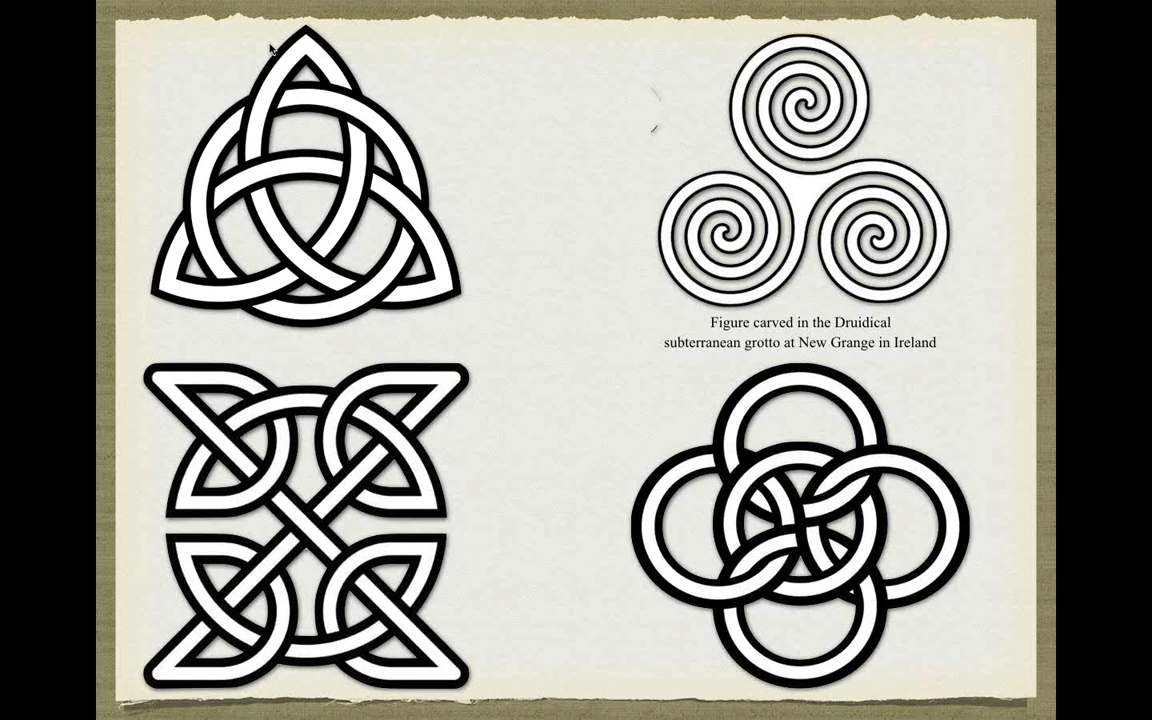 Figure carved in the Druidical
subterranean grotto at New Grange in Ireland